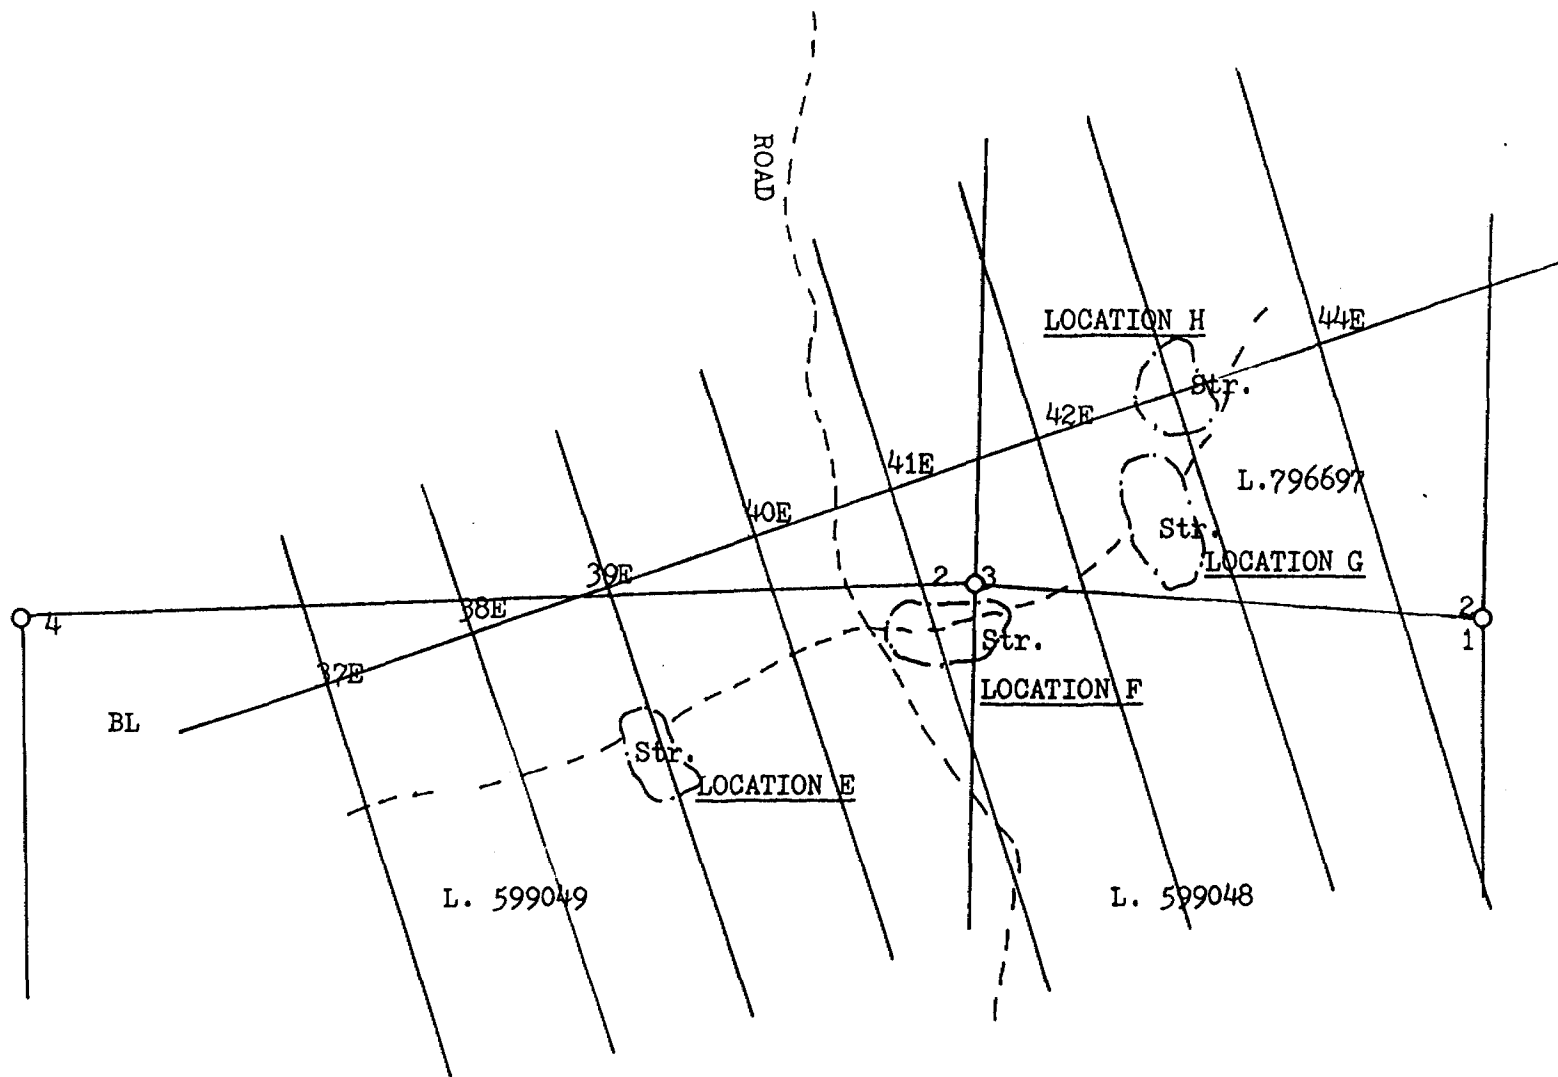 ROAD
LOCATION H
44E
Str.
42E
41E
L.796697
40E
Str.
LOCATION G
39E
2 3
38E
2
4
1
Str.
37E
LOCATION F
BL
Str.
LOCATION E
L. 599049
L. 599048